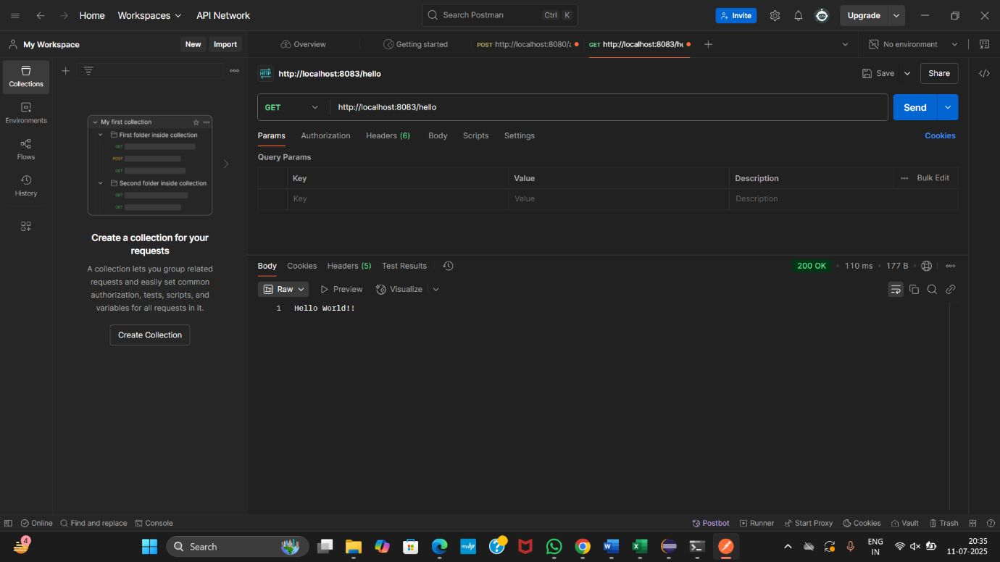 Home Workspaces API Network Search Postman Ctrl K Invite Upgrade
My Workspace New Import Overview Getting started POST http://localhost:8080/a GET http://localhost:8083/he No environment
Collections
Environments
Flows
History
My first collection
First folder inside collection
GET
POST
GET
Second folder inside collection
GET
GET
Create a collection for your
requests
A collection lets you group related
requests and easily set common
authorization, tests, scripts, and
variables for all requests in it.
Create Collection
HTTP http://localhost:8083/hello Save Share
GET http://localhost:8083/hello Send
Params Authorization Headers (6) Body Scripts Settings Cookies
Query Params
Key Value Description Bulk Edit
Key Value Description
Body Cookies Headers (5) Test Results 200 OK 110 ms 177 B
Raw Preview Visualize
1 Hello World!!
Online Find and replace Console Postbot Runner Start Proxy Cookies Vault Trash
4 Search myhp W X ENG 20:35
IN 11-07-2025